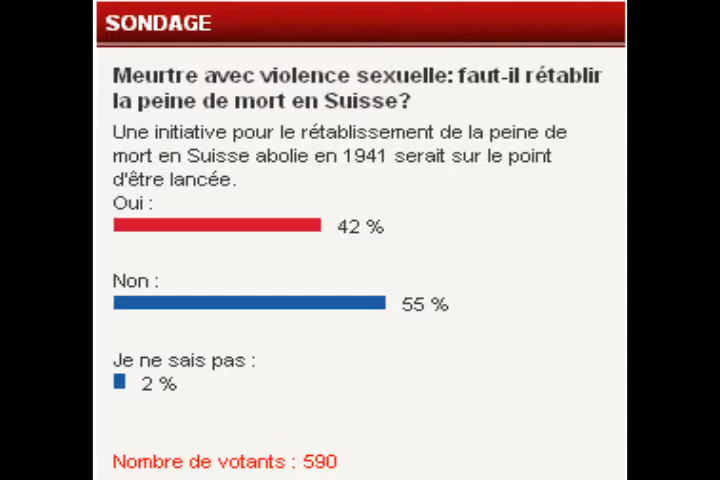 SONDAGE
Meurtre avec violence sexuelle: faut-il rétablir
la peine de mort en Suisse?
Une initiative pour le rétablissement de la peine de
mort en Suisse abolie en 1941 serait sur le point
d'être lancée.
Oui :
42 %
Non :
55 %
Je ne sais pas :
2 %
Nombre de votants : 590